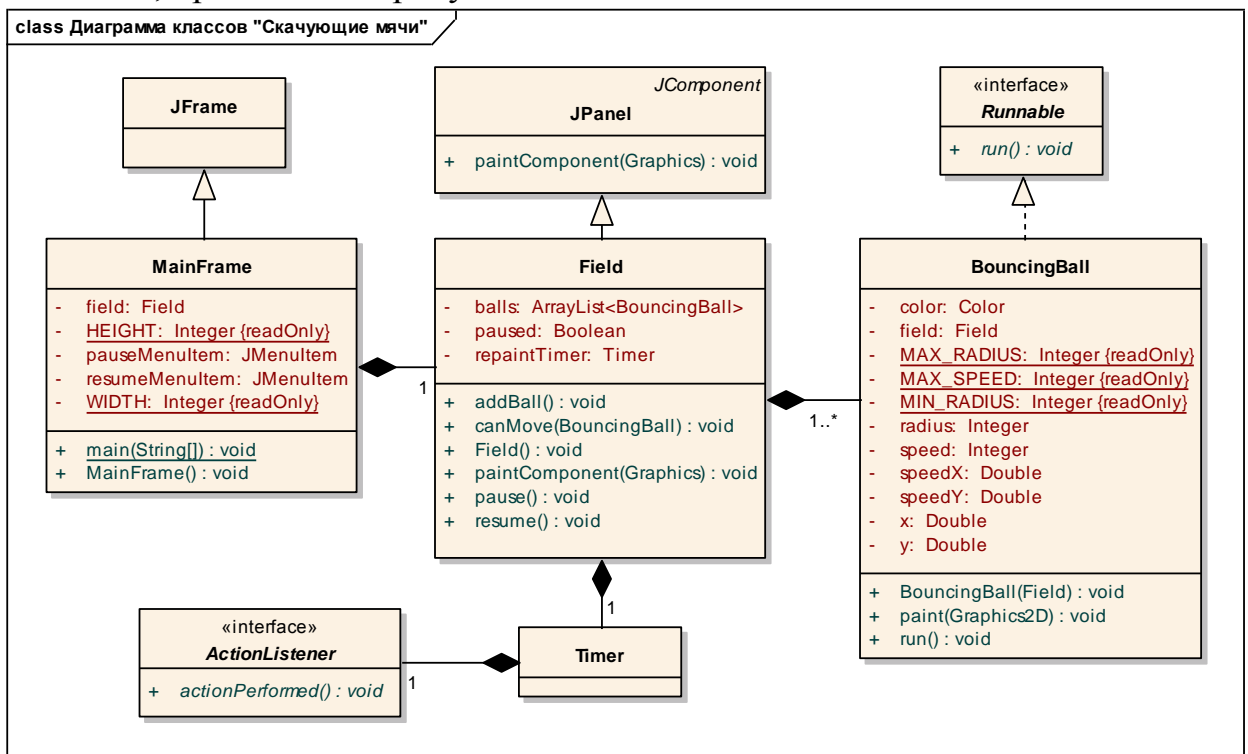 class Диаграмма классов "Скачующие мячи"
JFrame
JComponent
JPanel
+ paintComponent(Graphics) : void
«interface»
Runnable
+ run() : void
MainFrame
- field: Field
- HEIGHT: Integer {readOnly}
- pauseMenuItem: JMenuItem
- resumeMenuItem: JMenuItem
- WIDTH: Integer {readOnly}
+ main(String[]) : void
+ MainFrame() : void
1
Field
- balls: ArrayList<BouncingBall>
- paused: Boolean
- repaintTimer: Timer
+ addBall() : void
+ canMove(BouncingBall) : void
+ Field() : void
+ paintComponent(Graphics) : void
+ pause() : void
+ resume() : void
1..*
BouncingBall
- color: Color
- field: Field
- MAX_RADIUS: Integer {readOnly}
- MAX_SPEED: Integer {readOnly}
- MIN_RADIUS: Integer {readOnly}
- radius: Integer
- speed: Integer
- speedX: Double
- speedY: Double
- x: Double
- y: Double
+ BouncingBall(Field) : void
+ paint(Graphics2D) : void
+ run() : void
1
«interface»
ActionListener
+ actionPerformed() : void
1
Timer